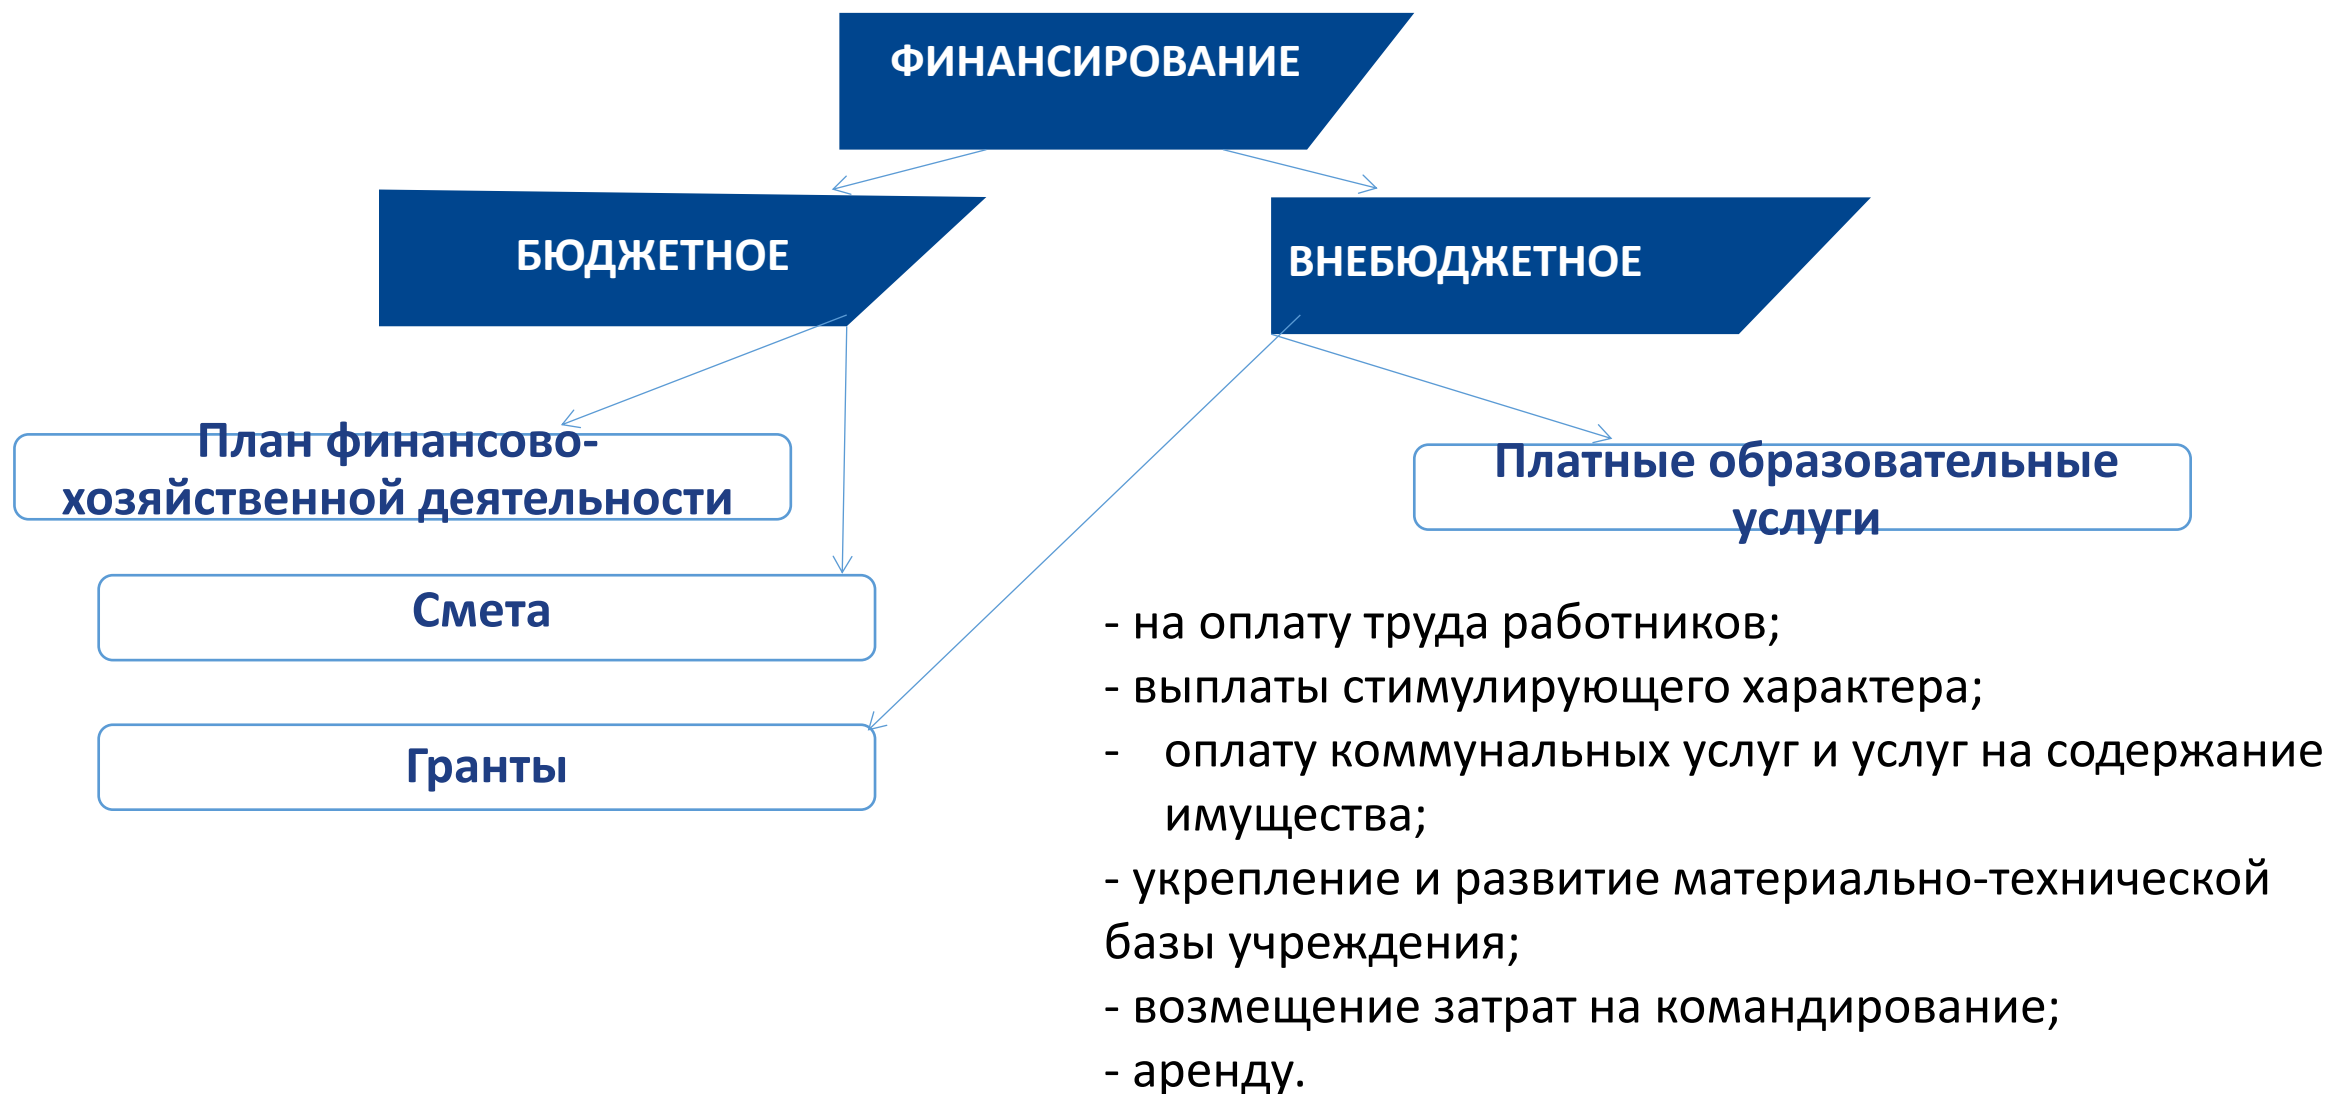 ФИНАНСИРОВАНИЕ
БЮДЖЕТНОЕ
ВНЕБЮДЖЕТНОЕ
План финансово-
хозяйственной деятельности
Смета
Гранты
Платные образовательные
услуги
- на оплату труда работников;
- выплаты стимулирующего характера;
- оплату коммунальных услуг и услуг на содержание
имущества;
- укрепление и развитие материально-технической
базы учреждения;
- возмещение затрат на командирование;
- аренду.